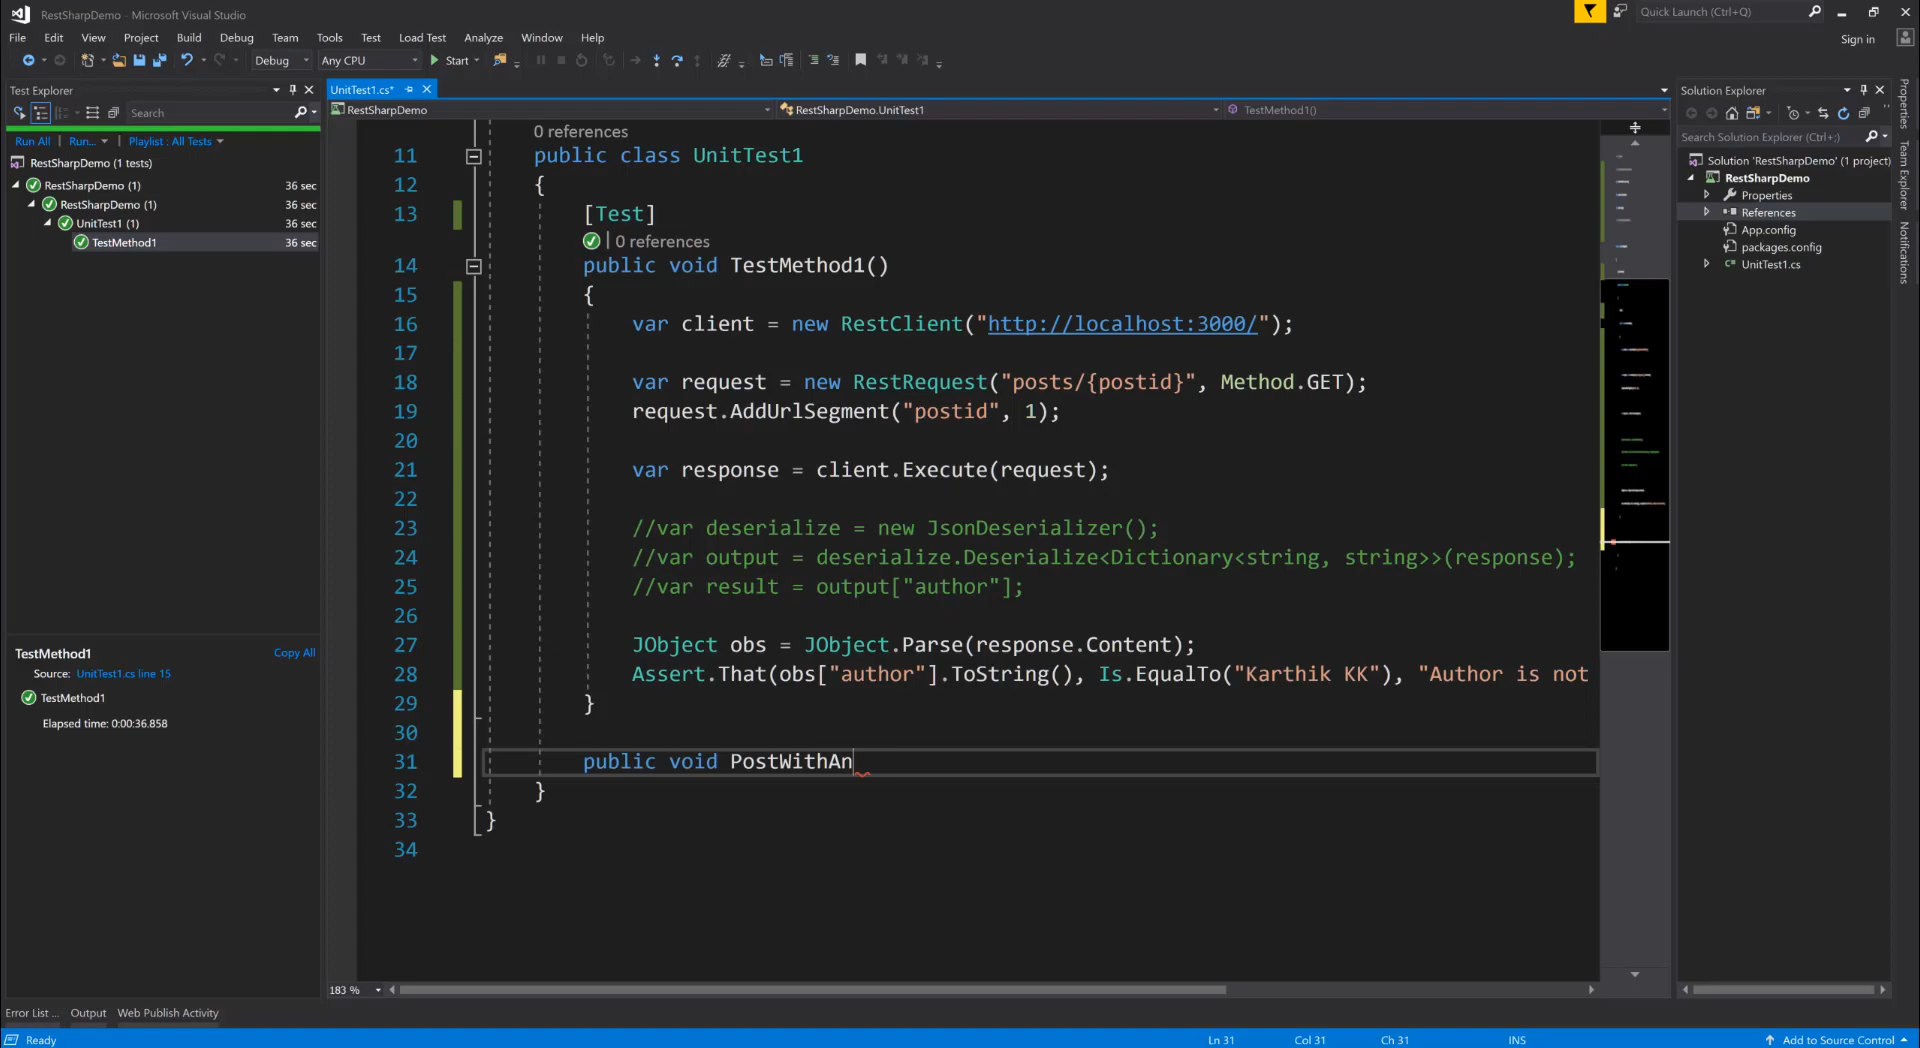 RestSharpDemo - Microsoft Visual Studio
Quick Launch (Ctrl+Q)
File Edit View Project Build Debug Team Tools Test Load Test Analyze Window Help
Sign in
Debug Any CPU Start
Test Explorer
Search
Run All Run... Playlist : All Tests
RestSharpDemo (1 tests)
RestSharpDemo (1) 36 sec
RestSharpDemo (1) 36 sec
UnitTest1 (1) 36 sec
TestMethod1 36 sec
TestMethod1 Copy All
Source: UnitTest1.cs line 15
TestMethod1
Elapsed time: 0:00:36.858
UnitTest1.cs*
RestSharpDemo RestSharpDemo.UnitTest1 TestMethod1()
0 references
11 public class UnitTest1
12 {
13 [Test]
0 references
14 public void TestMethod1()
15 {
16 var client = new RestClient("http://localhost:3000/");
17
18 var request = new RestRequest("posts/{postid}", Method.GET);
19 request.AddUrlSegment("postid", 1);
20
21 var response = client.Execute(request);
22
23 //var deserialize = new JsonDeserializer();
24 //var output = deserialize.Deserialize<Dictionary<string, string>>(response);
25 //var result = output["author"];
26
27 JObject obs = JObject.Parse(response.Content);
28 Assert.That(obs["author"].ToString(), Is.EqualTo("Karthik KK"), "Author is not
29 }
30
31 public void PostWithAn
32 }
33 }
34
183 %
Solution Explorer
Search Solution Explorer (Ctrl+;)
Solution 'RestSharpDemo' (1 project)
RestSharpDemo
Properties
References
App.config
packages.config
UnitTest1.cs
Properties
Team Explorer
Notifications
Error List ... Output Web Publish Activity
Ready Ln 31 Col 31 Ch 31 INS Add to Source Control